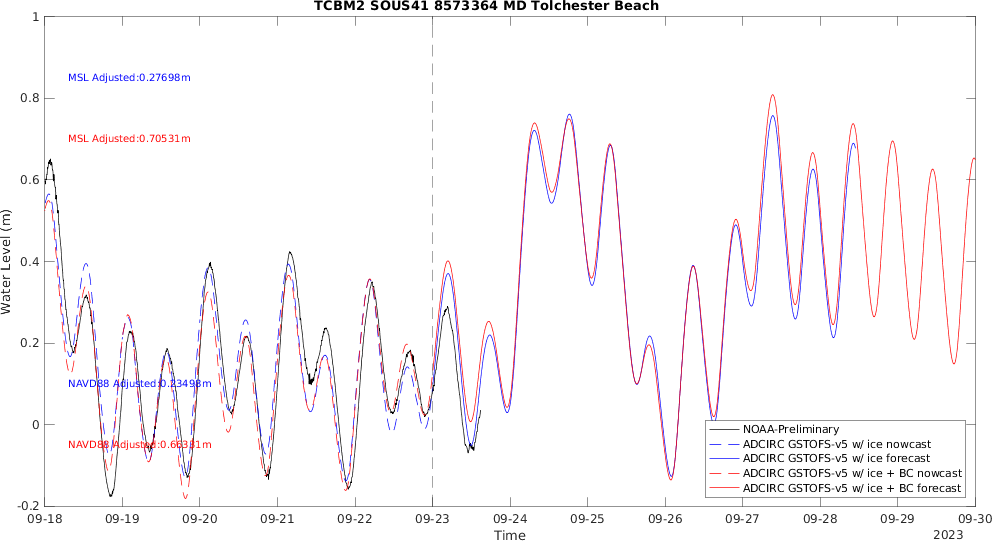 TCBM2 SOUS41 8573364 MD Tolchester Beach
1
0.8
0.6
0.4
0.2
0
-0.2
Water Level (m)
MSL Adjusted:0.27698m
MSL Adjusted:0.70531m
NAVD88 Adjusted:0.23498m
NAVD88 Adjusted:0.66331m
NOAA-Preliminary
ADCIRC GSTOFS-v5 w/ ice nowcast
ADCIRC GSTOFS-v5 w/ ice forecast
ADCIRC GSTOFS-v5 w/ ice + BC nowcast
ADCIRC GSTOFS-v5 w/ ice + BC forecast
09-18 09-19 09-20 09-21 09-22 09-23 09-24 09-25 09-26 09-27 09-28 09-29 09-30
Time
2023